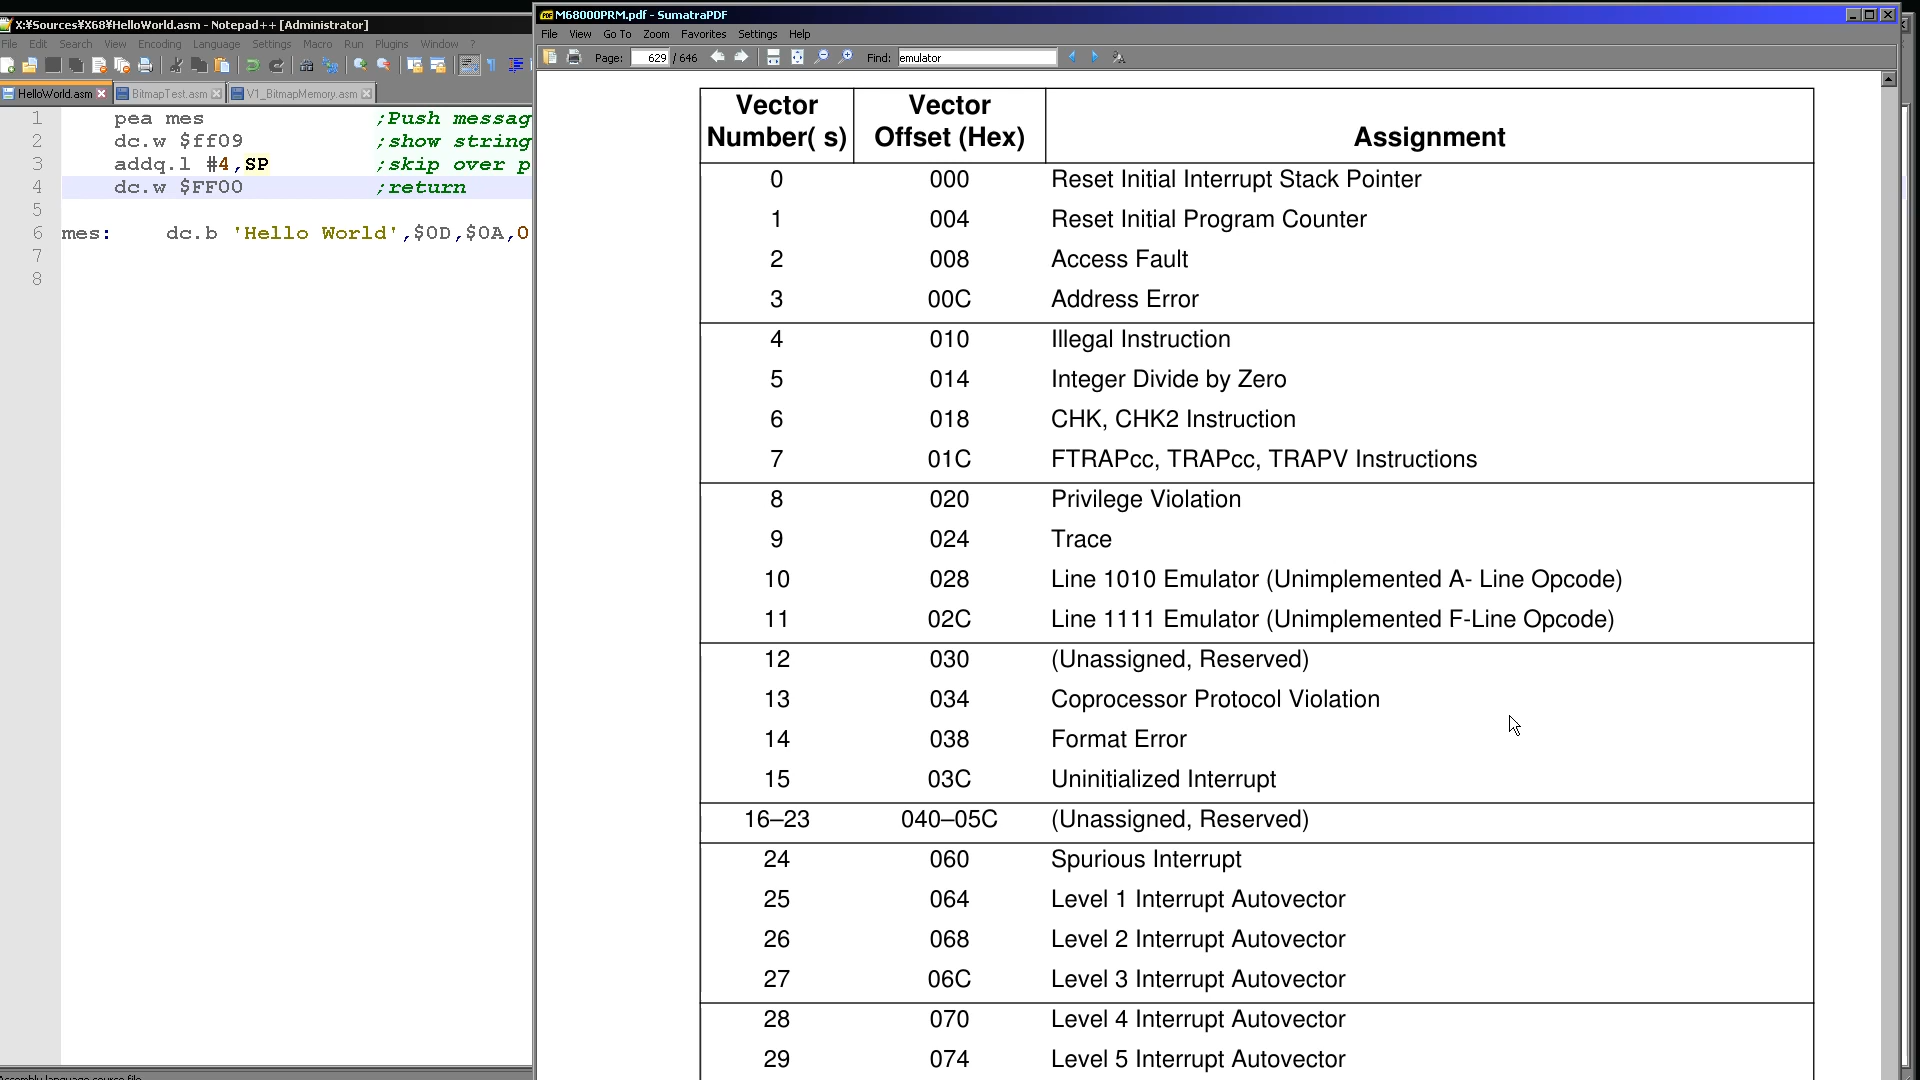 X:¥Sources¥X68¥HelloWorld.asm - Notepad++ [Administrator]
File Edit Search View Encoding Language Settings Macro Run Plugins Window ?
HelloWorld.asm BitmapTest.asm V1_BitmapMemory.asm
1 pea mes ;Push messag
2 dc.w $ff09 ;show string
3 addq.l #4,SP ;skip over p
4 dc.w $FF00 ;return
5
6 mes: dc.b 'Hello World',$0D,$0A,0
7
8
Assembly language source file
M68000PRM.pdf - SumatraPDF
File View Go To Zoom Favorites Settings Help
Page: 629 / 646 Find: emulator
Vector Number( s) Vector Offset (Hex) Assignment
0 000 Reset Initial Interrupt Stack Pointer
1 004 Reset Initial Program Counter
2 008 Access Fault
3 00C Address Error
4 010 Illegal Instruction
5 014 Integer Divide by Zero
6 018 CHK, CHK2 Instruction
7 01C FTRAPcc, TRAPcc, TRAPV Instructions
8 020 Privilege Violation
9 024 Trace
10 028 Line 1010 Emulator (Unimplemented A- Line Opcode)
11 02C Line 1111 Emulator (Unimplemented F-Line Opcode)
12 030 (Unassigned, Reserved)
13 034 Coprocessor Protocol Violation
14 038 Format Error
15 03C Uninitialized Interrupt
16–23 040–05C (Unassigned, Reserved)
24 060 Spurious Interrupt
25 064 Level 1 Interrupt Autovector
26 068 Level 2 Interrupt Autovector
27 06C Level 3 Interrupt Autovector
28 070 Level 4 Interrupt Autovector
29 074 Level 5 Interrupt Autovector